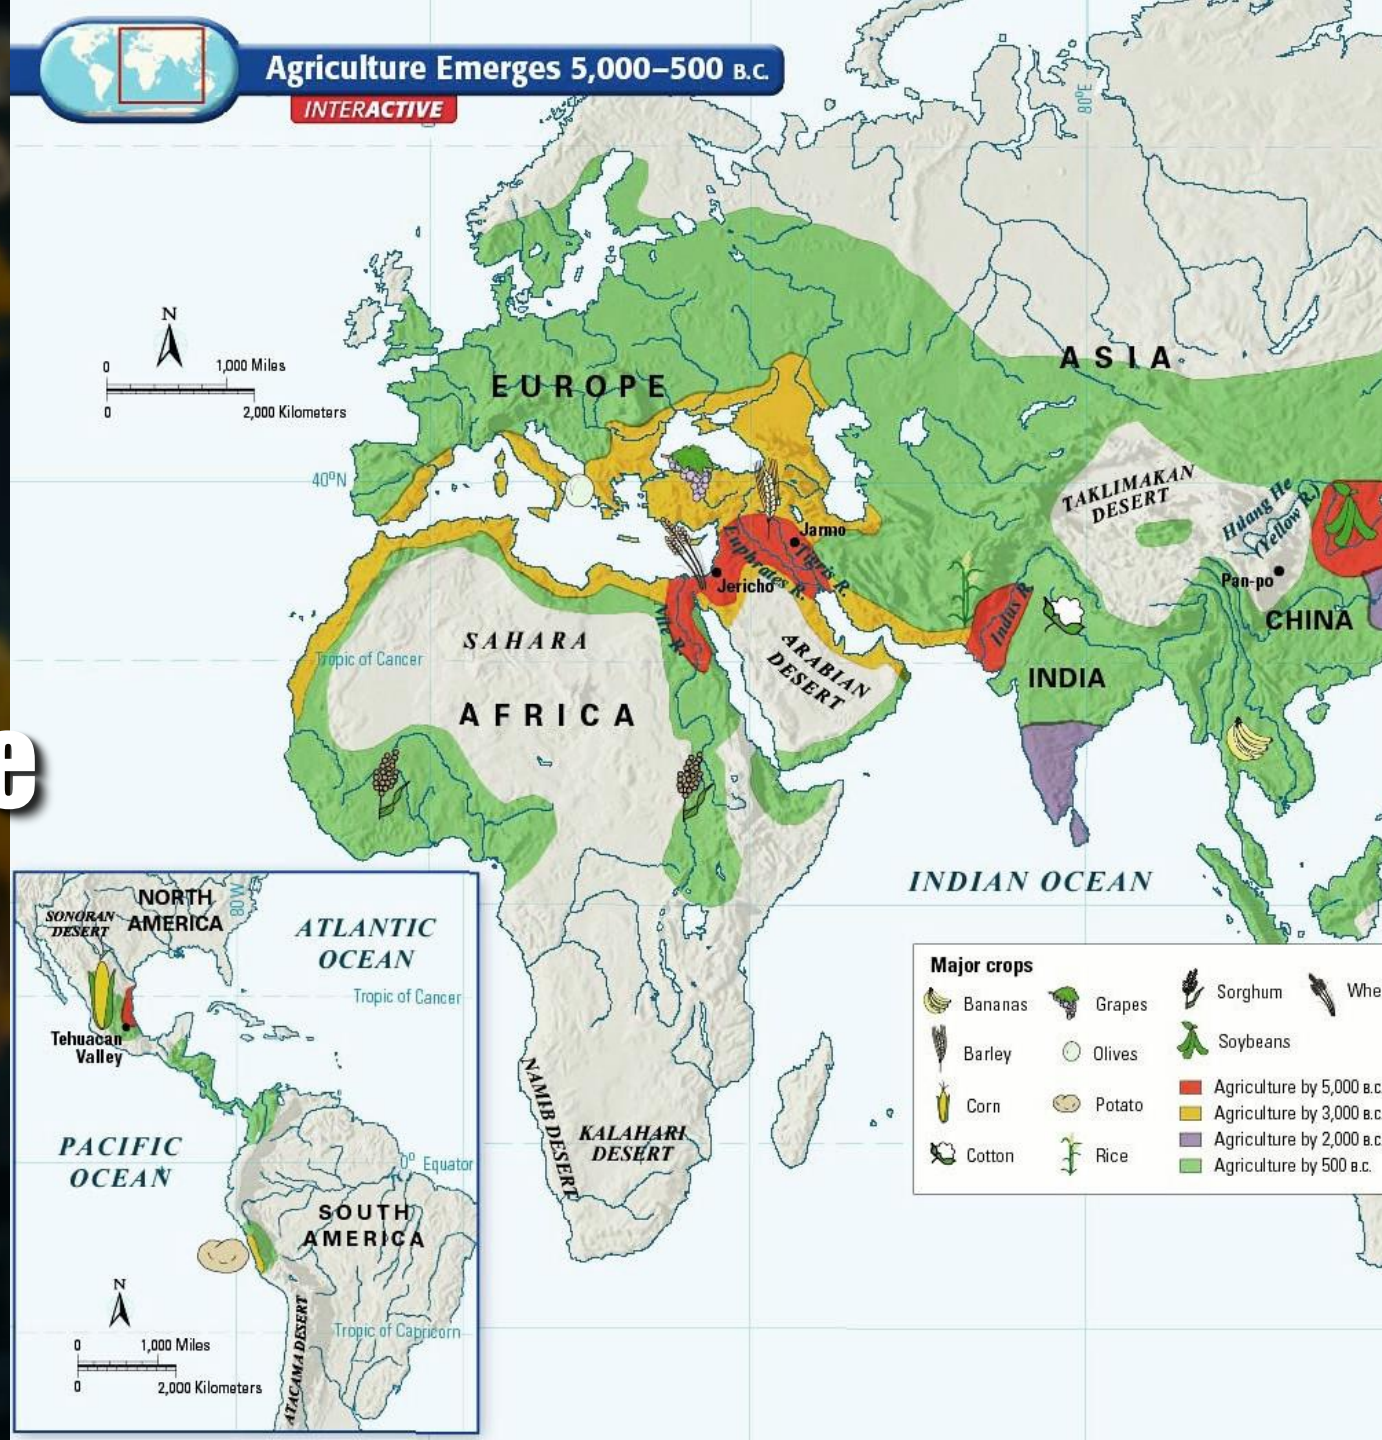 Agriculture Emerges 5,000–500 B.C.
INTERACTIVE
80°E
N
0 1,000 Miles
0 2,000 Kilometers
ASIA
EUROPE
40°N
TAKLIMAKAN
DESERT
Huang He
(Yellow R.)
Jarmo
Tigris R.
Euphrates R.
Jericho
Pan-po
CHINA
Nile R.
Indus R.
SAHARA
Tropic of Cancer
ARABIAN
DESERT
INDIA
AFRICA
e
INDIAN OCEAN
NORTH
AMERICA
80°W
SONORAN
DESERT
ATLANTIC
OCEAN
Tropic of Cancer
Tehuacan
Valley
PACIFIC
OCEAN
0° Equator
SOUTH
AMERICA
N
ATACAMA DESERT
Tropic of Capricorn
0 1,000 Miles
0 2,000 Kilometers
NAMIB DESERT
KALAHARI
DESERT
Major crops
Bananas
Grapes
Sorghum
Whe
Barley
Olives
Soybeans
Corn
Potato
Cotton
Rice
Agriculture by 5,000 B.C.
Agriculture by 3,000 B.C.
Agriculture by 2,000 B.C.
Agriculture by 500 B.C.